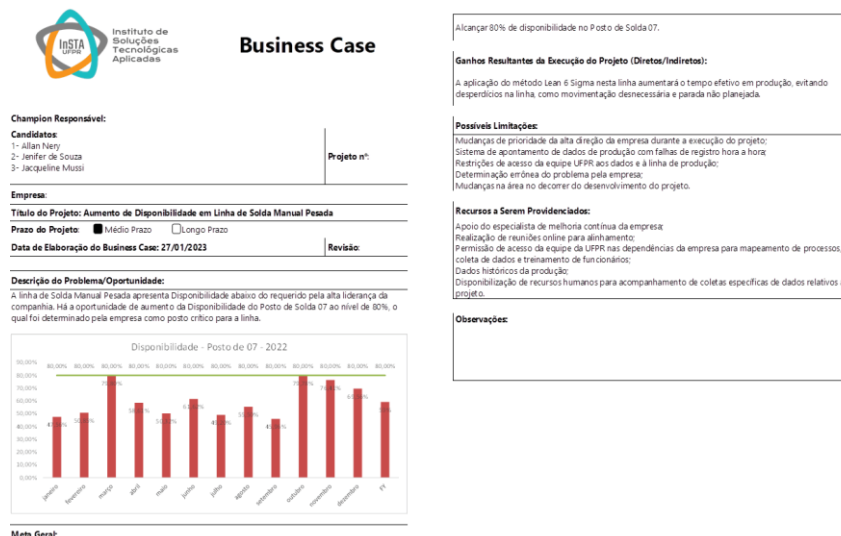 InSTA
UFPR
Instituto de
Soluções
Tecnológicas
Aplicadas
Business Case
Champion Responsável:
Candidatos:
1- Allan Nery
2- Jenifer de Souza
3- Jacqueline Mussi
Projeto nº:
Empresa:
Título do Projeto: Aumento de Disponibilidade em Linha de Solda Manual Pesada
Prazo do Projeto: Médio Prazo Longo Prazo
Data de Elaboração do Business Case: 27/01/2023
Revisão:
Descrição do Problema/Oportunidade:
A linha de Solda Manual Pesada apresenta Disponibilidade abaixo do requerido pela alta liderança da
companhia. Há a oportunidade de aumento da Disponibilidade do Posto de Solda 07 ao nível de 80%, o
qual foi determinado pela empresa como posto crítico para a linha.
Disponibilidade - Posto de 07 - 2022
90,00%
80,00% 80,00% 80,00% 80,00% 80,00% 80,00% 80,00% 80,00% 80,00% 80,00% 80,00% 80,00% 80,00%
80,00%
70,00%
60,00%
50,00%
40,00%
30,00%
20,00%
10,00%
0,00%
janeiro fevereiro março abril maio junho julho agosto setembro outubro novembro dezembro PY
Meta Geral:
Alcançar 80% de disponibilidade no Posto de Solda 07.
Ganhos Resultantes da Execução do Projeto (Diretos/Indiretos):
A aplicação do método Lean 6 Sigma nesta linha aumentará o tempo efetivo em produção, evitando
desperdícios na linha, como movimentação desnecessária e parada não planejada.
Possíveis Limitações:
Mudanças de prioridade da alta direção da empresa durante a execução do projeto;
Sistema de apontamento de dados de produção com falhas de registro hora a hora;
Restrições de acesso da equipe UFPR aos dados e à linha de produção;
Determinação errônea do problema pela empresa;
Mudanças na área no decorrer do desenvolvimento do projeto.
Recursos a Serem Providenciados:
Apoio do especialista de melhoria contínua da empresa;
Realização de reuniões online para alinhamento;
Permissão de acesso da equipe da UFPR nas dependências da empresa para mapeamento de processos,
coleta de dados e treinamento de funcionários;
Dados históricos da produção;
Disponibilização de recursos humanos para acompanhamento de coletas específicas de dados relativos
projeto.
Observações: